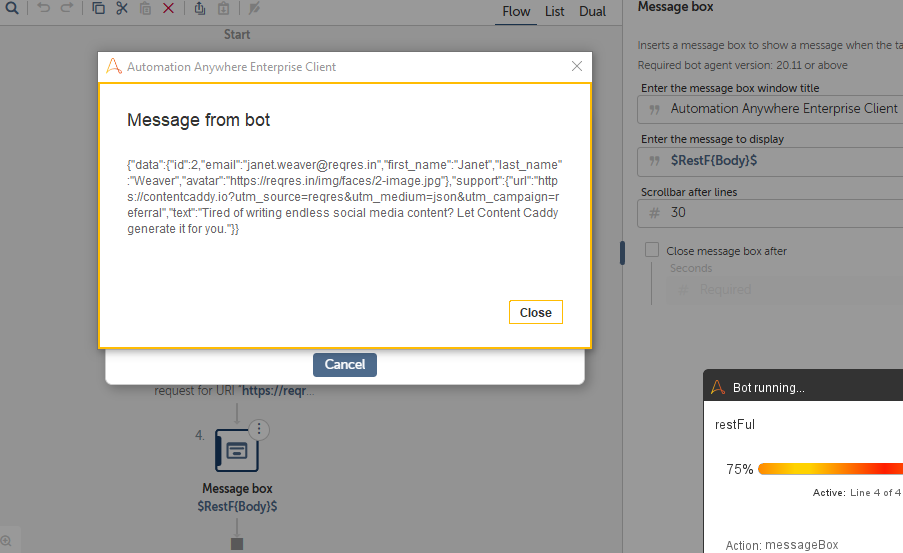 Flow List Dual
Start
Automation Anywhere Enterprise Client
Message from bot
{"data":{"id":2,"email":"janet.weaver@reqres.in","first_name":"Janet","last_name"
:"Weaver","avatar":"https://reqres.in/img/faces/2-image.jpg"},"support":{"url":"http
s://contentcaddy.io?utm_source=reqres&utm_medium=json&utm_campaign=r
eferral","text":"Tired of writing endless social media content? Let Content Caddy
generate it for you."}}
Close
Cancel
request for URI "https://reqr...
4.
Message box
$RestF{Body}$
Message box
Inserts a message box to show a message when the ta
Required bot agent version: 20.11 or above
Enter the message box window title
Automation Anywhere Enterprise Client
Enter the message to display
$RestF{Body}$
Scrollbar after lines
# 30
Close message box after
Seconds
# Required
Bot running...
restFul
75%
Active: Line 4 of 4
Action: messageBox